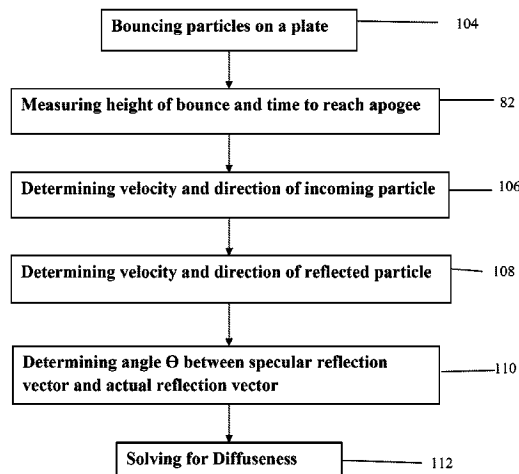 Bouncing particles on a plate
104
Measuring height of bounce and time to reach apogee
82
Determining velocity and direction of incoming particle
106
Determining velocity and direction of reflected particle
108
Determining angle Θ between specular reflection
vector and actual reflection vector
110
Solving for Diffuseness
112